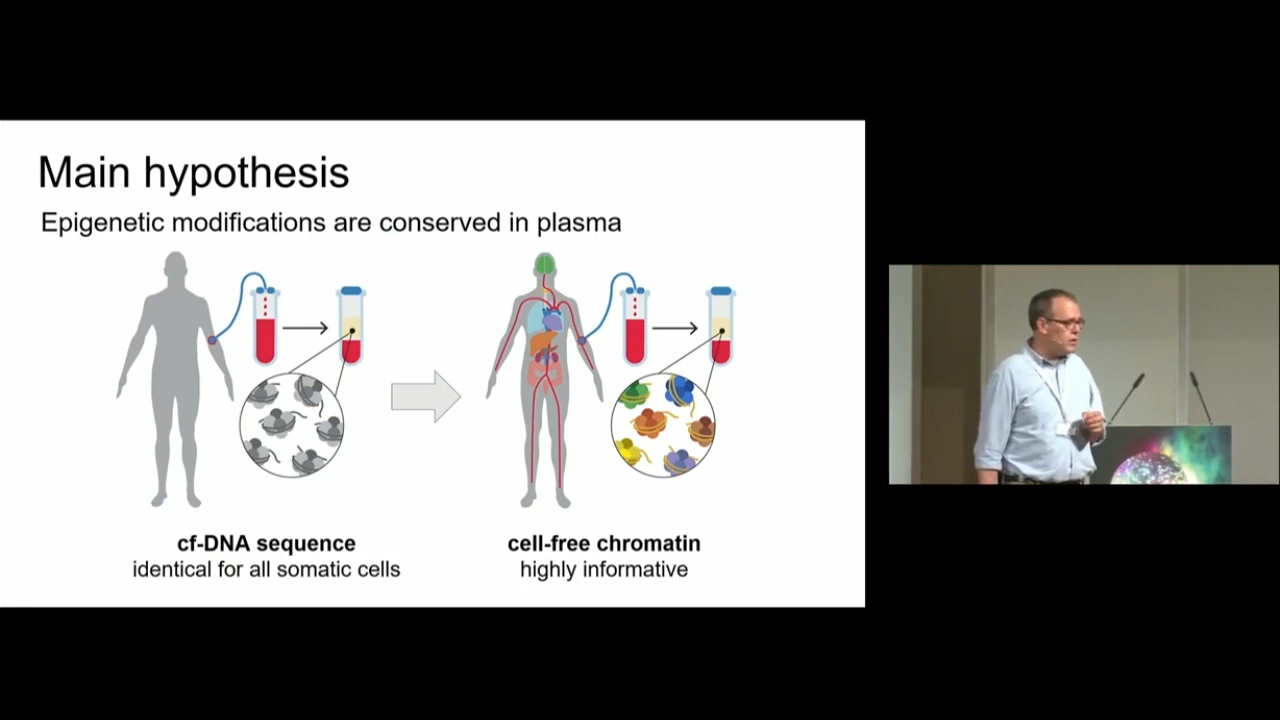 Main hypothesis
Epigenetic modifications are conserved in plasma
cf-DNA sequence
identical for all somatic cells
cell-free chromatin
highly informative